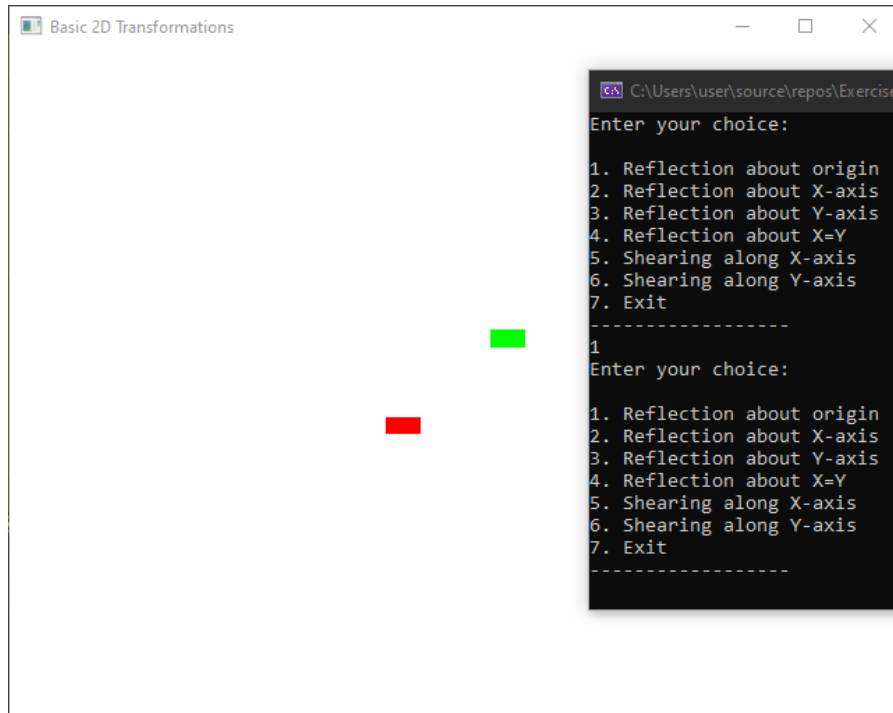 Basic 2D Transformations
C:\Users\user\source\repos\Exercise
Enter your choice:
1. Reflection about origin
2. Reflection about X-axis
3. Reflection about Y-axis
4. Reflection about X=Y
5. Shearing along X-axis
6. Shearing along Y-axis
7. Exit
------------------
1
Enter your choice:
1. Reflection about origin
2. Reflection about X-axis
3. Reflection about Y-axis
4. Reflection about X=Y
5. Shearing along X-axis
6. Shearing along Y-axis
7. Exit
------------------